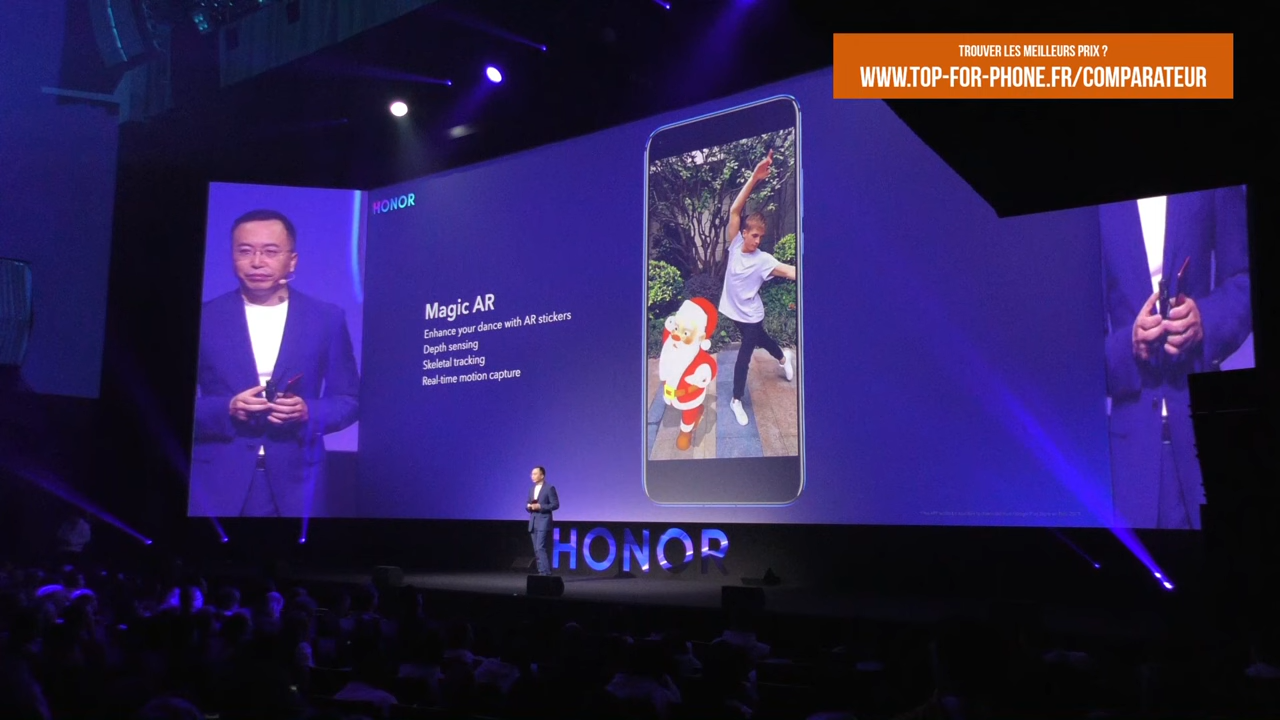 TROUVER LES MEILLEURS PRIX ?
WWW.TOP-FOR-PHONE.FR/COMPARATEUR
HONOR
Magic AR
Enhance your dance with AR stickers
Depth sensing
Skeletal tracking
Real-time motion capture
HONOR